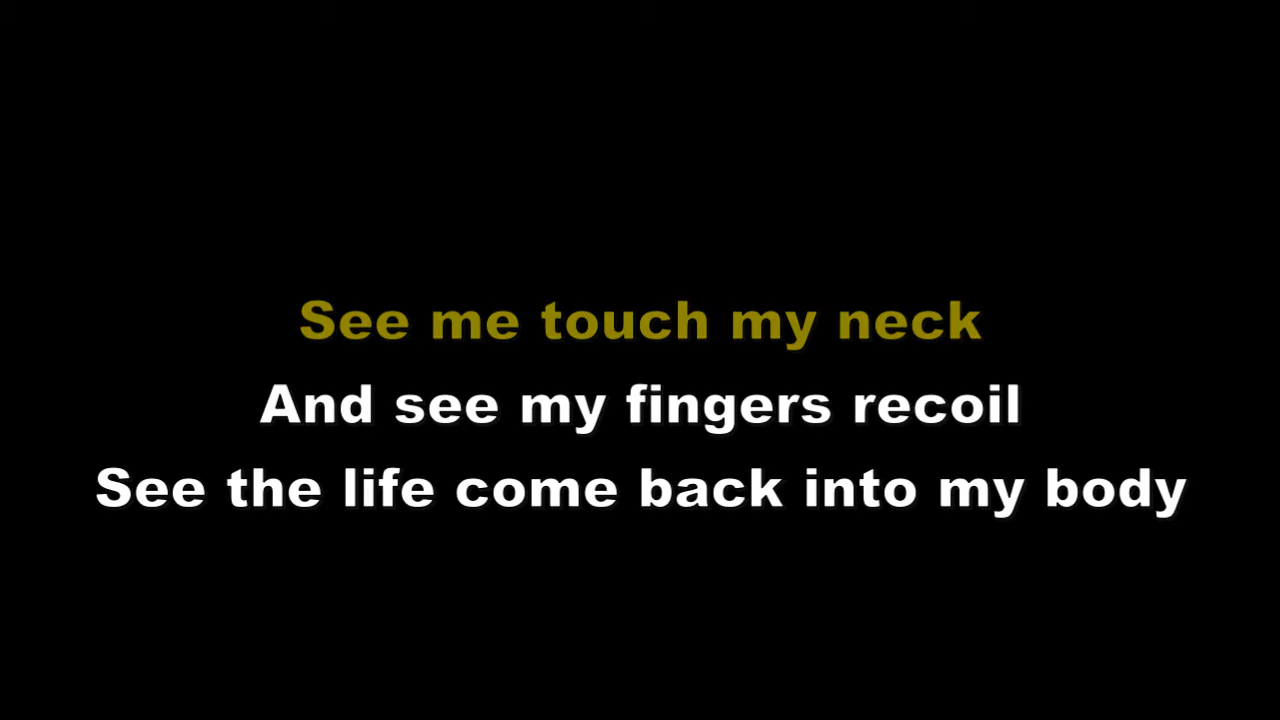 See me touch my neck
And see my fingers recoil
See the life come back into my body